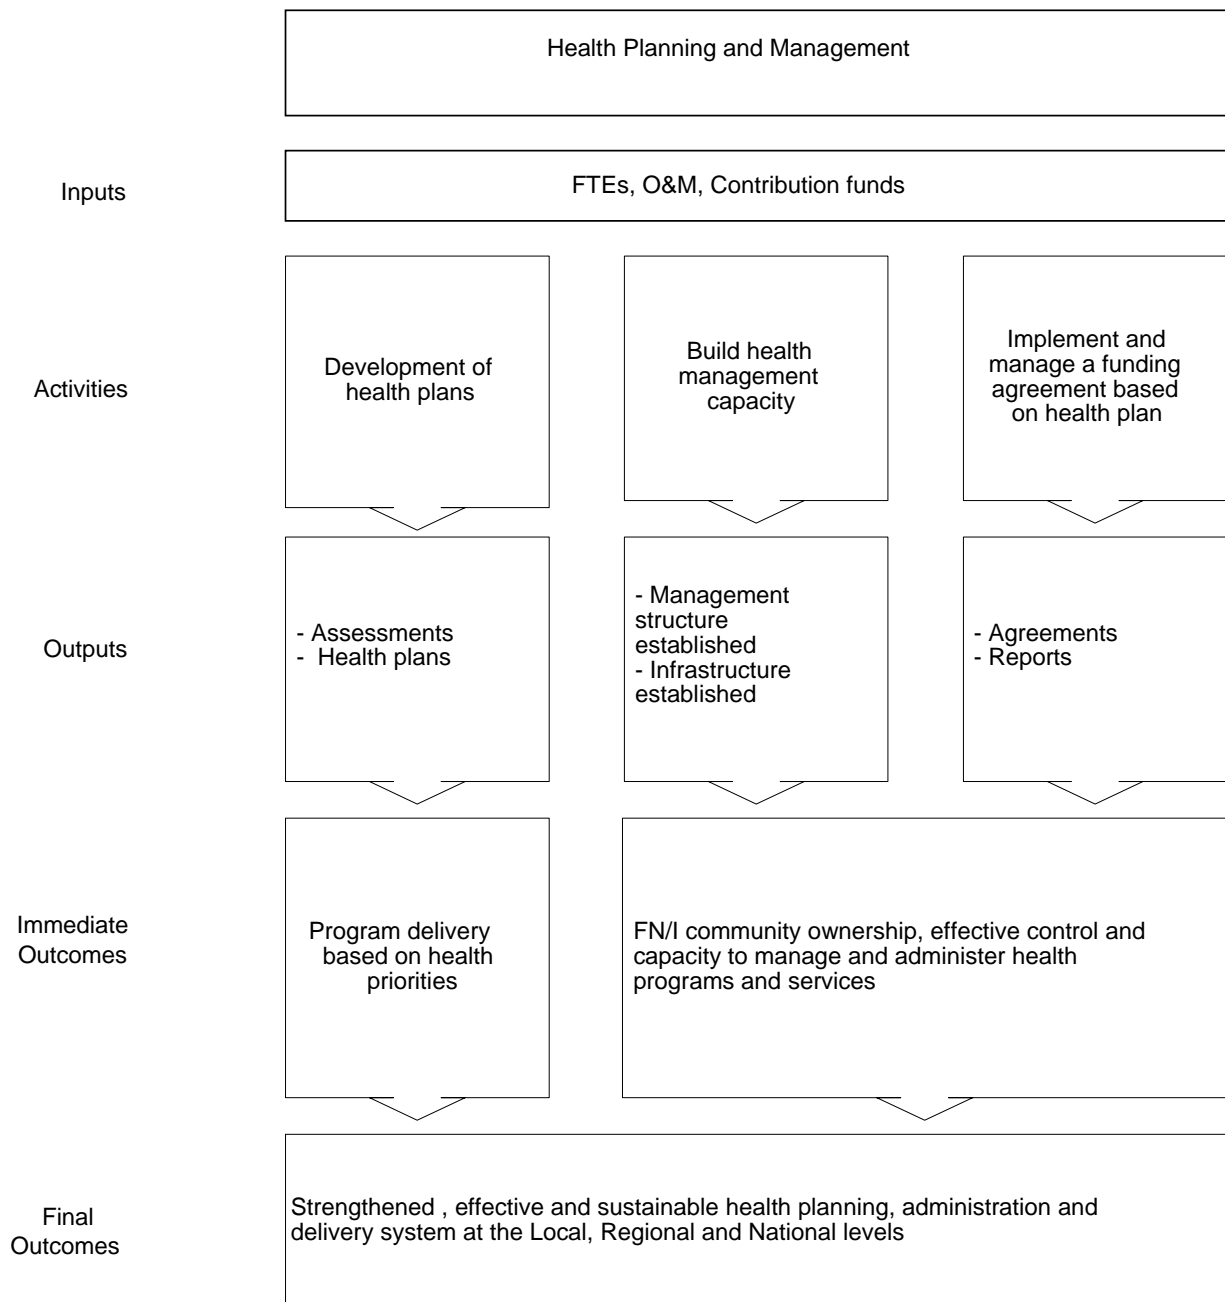 Health Planning and Management
Inputs
FTEs, O&M, Contribution funds
Activities
Development of
health plans
Build health
management
capacity
Implement and
manage a funding
agreement based
on health plan
Outputs
- Assessments
-  Health plans
- Management
structure
established
- Infrastructure
established
- Agreements
- Reports
Immediate
Outcomes
Program delivery
based on health
priorities
FN/I community ownership, effective control and
capacity to manage and administer health
programs and services
Final
Outcomes
Strengthened , effective and sustainable health planning, administration and
delivery system at the Local, Regional and National levels